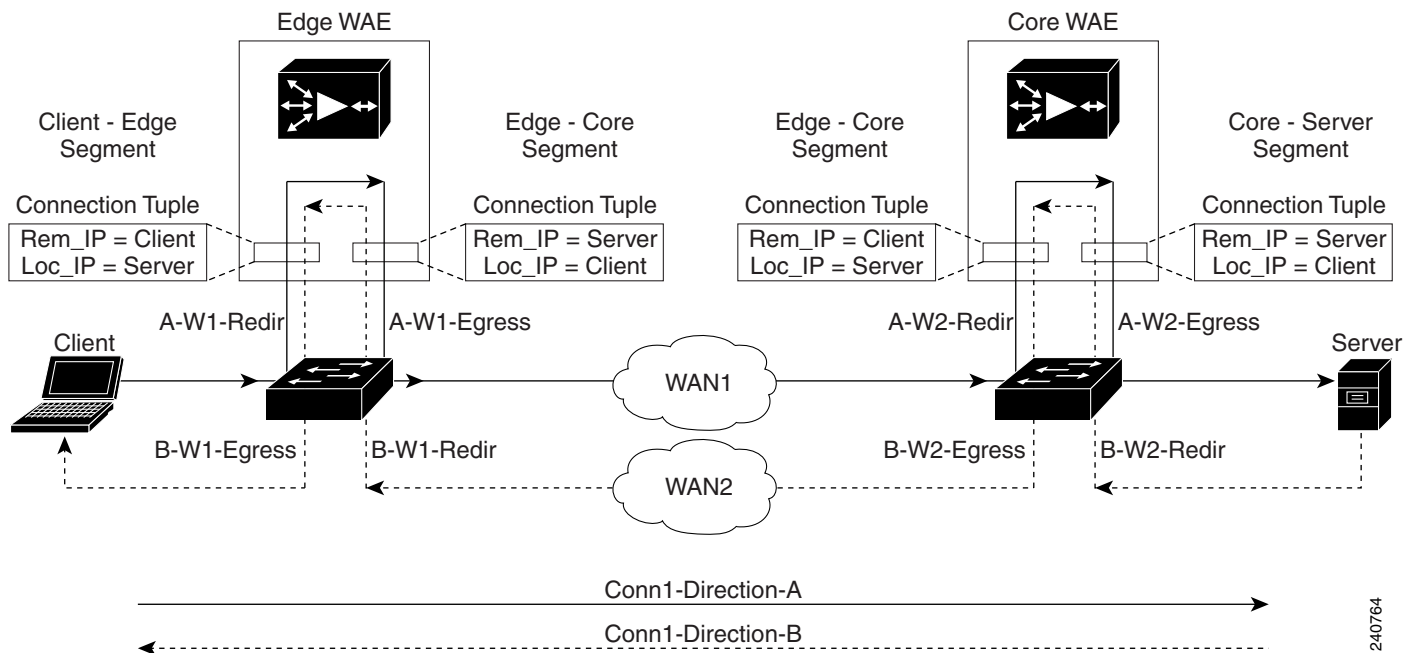 Edge WAE
Core WAE
Client - Edge
Segment
Edge - Core
Segment
Edge - Core
Segment
Core - Server
Segment
Connection Tuple
Rem_IP = Client
Loc_IP = Server
Connection Tuple
Rem_IP = Server
Loc_IP = Client
Connection Tuple
Rem_IP = Client
Loc_IP = Server
Connection Tuple
Rem_IP = Server
Loc_IP = Client
A-W1-Redir
A-W1-Egress
A-W2-Redir
A-W2-Egress
Client
Server
WAN1
B-W1-Egress
B-W1-Redir
B-W2-Egress
B-W2-Redir
WAN2
Conn1-Direction-A
Conn1-Direction-B
240764